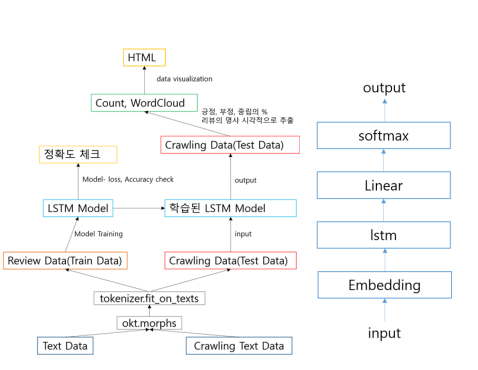 HTML
data visualization
Count, WordCloud
긍정, 부정, 중립의 %
리뷰의 명사 시각적으로 추출
정확도 체크
Crawling Data(Test Data)
Model- loss, Accuracy check
output
LSTM Model
학습된 LSTM Model
Model Training
input
Review Data(Train Data)
Crawling Data(Test Data)
tokenizer.fit_on_texts
okt.morphs
Text Data
Crawling Text Data
output
softmax
Linear
lstm
Embedding
input